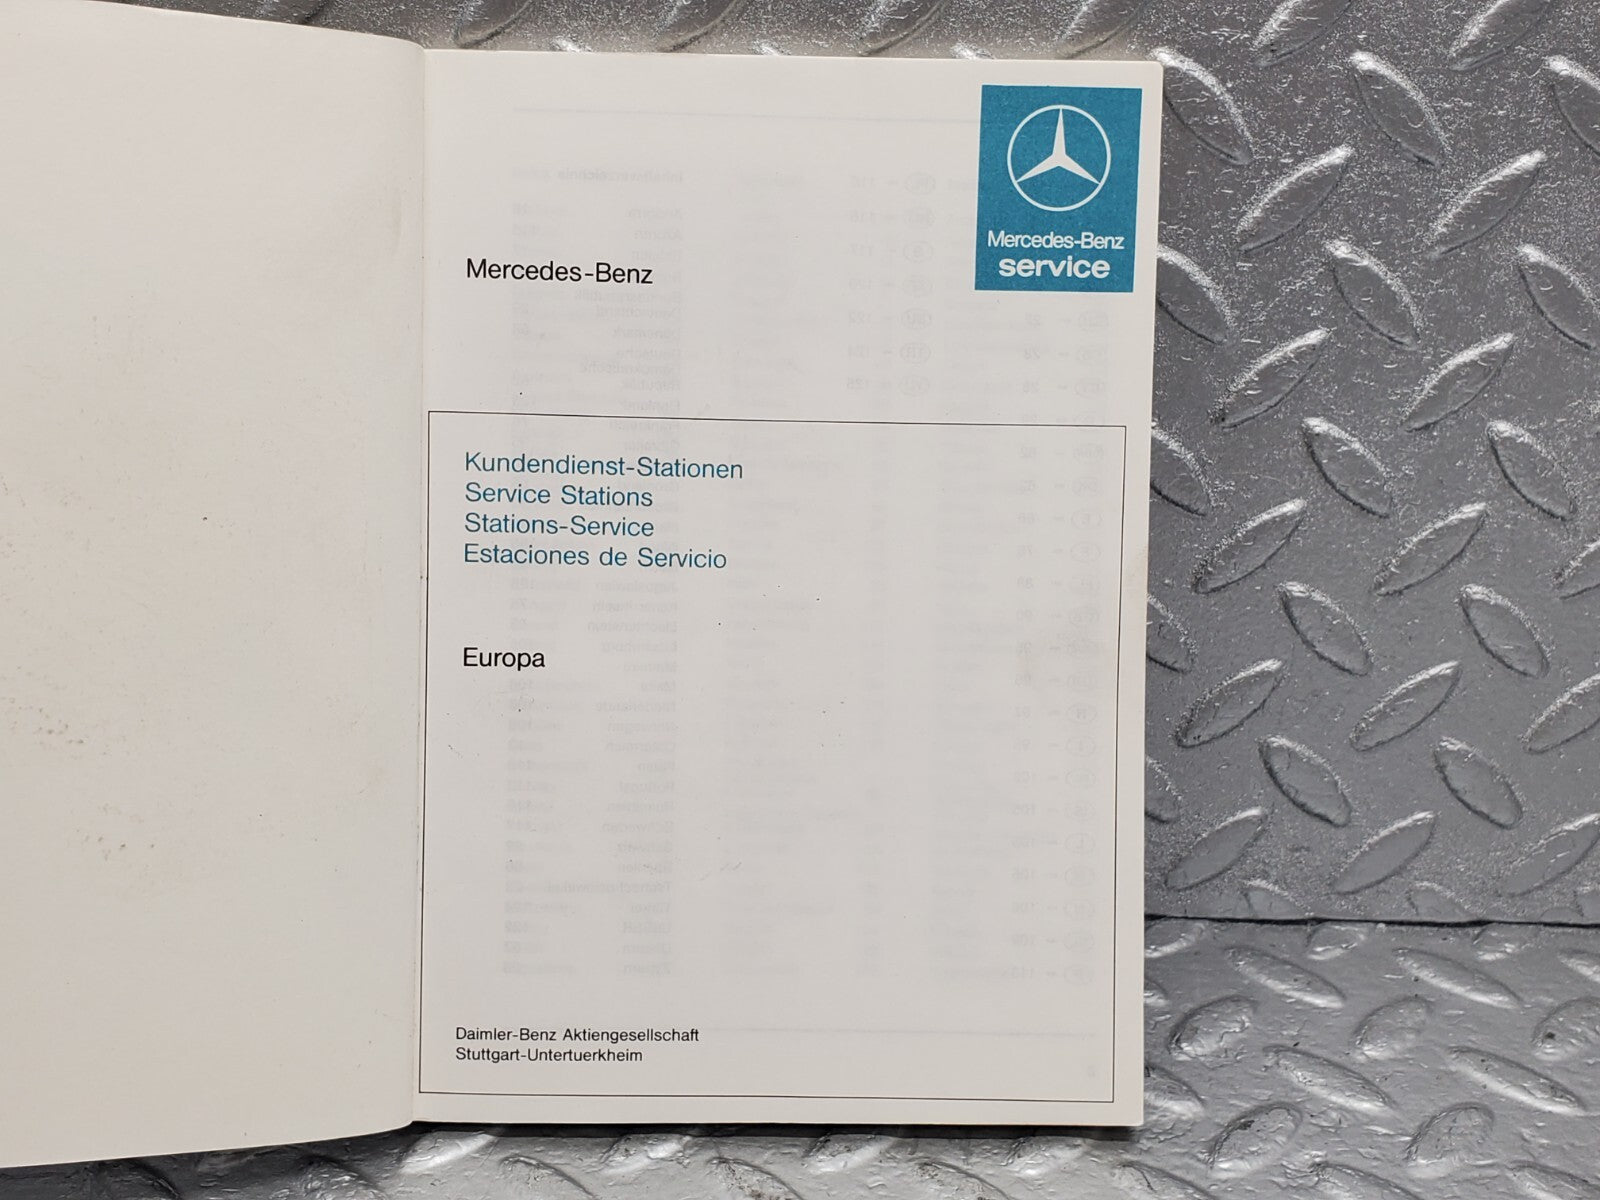 Mercedes-Benz
service
Mercedes-Benz
Kundendienst-Stationen
Service Stations
Stations-Service
Estaciones de Servicio
Europa
Daimler-Benz Aktiengesellschaft
Stuttgart-Untertuerkheim